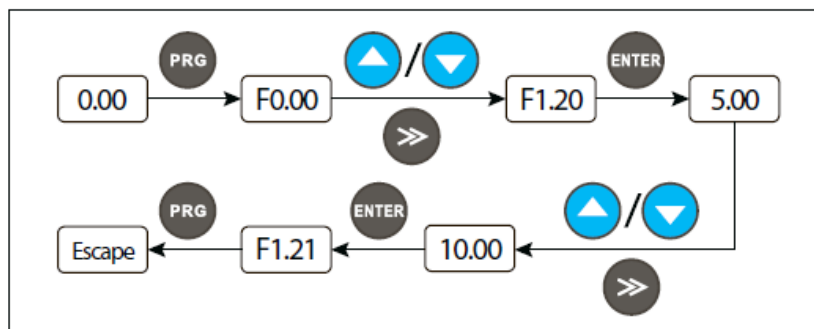 PRG
/
ENTER
0.00
F0.00
F1.20
5.00
PRG
ENTER
/
Escape
F1.21
10.00